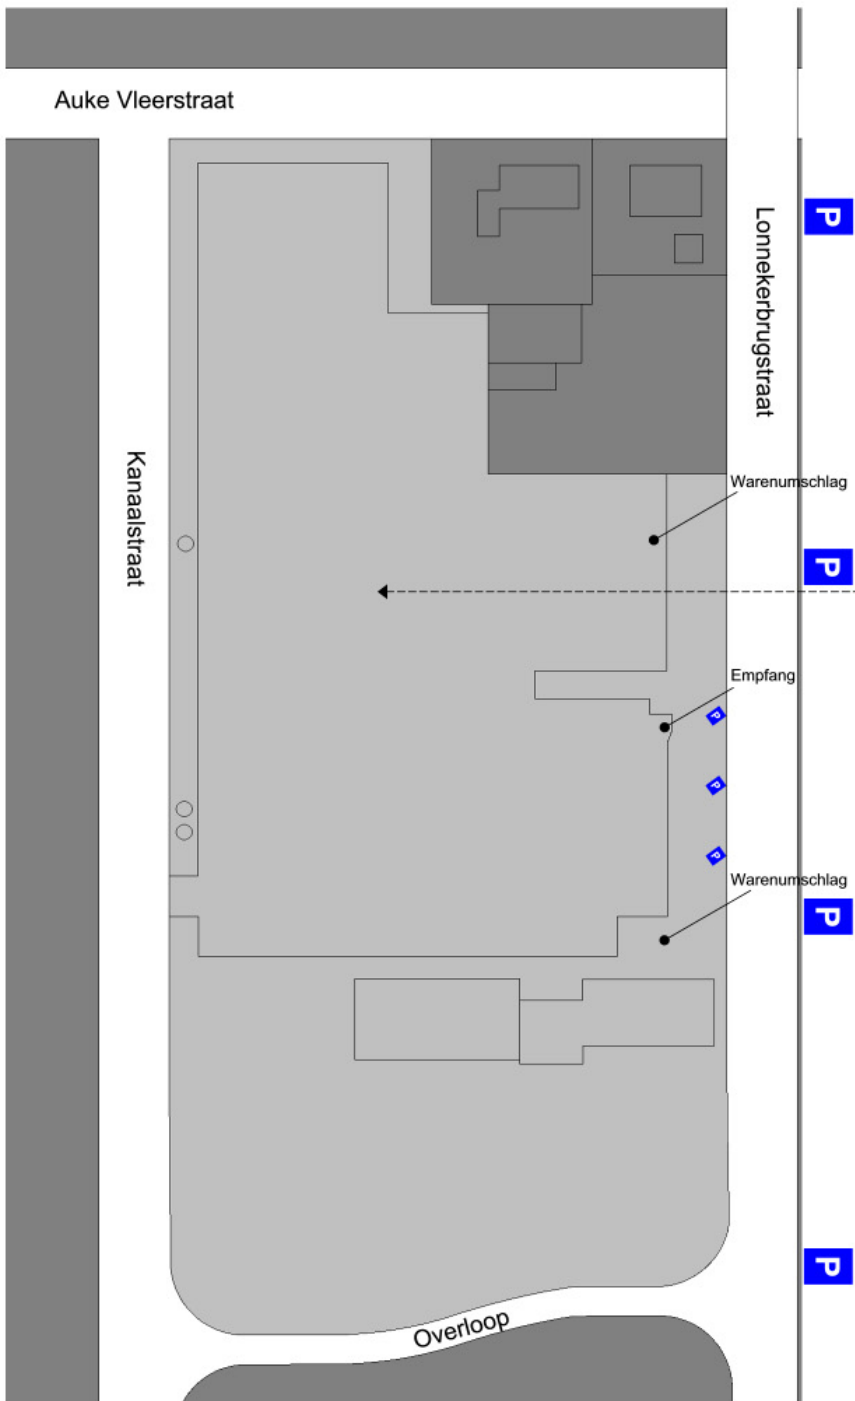 Auke Vleerstraat
P
Lonnekerbrugstraat
Kanaalstraat
Warenumschlag
P
Empfang
P
P
P
Warenumschlag
P
P
Overloop